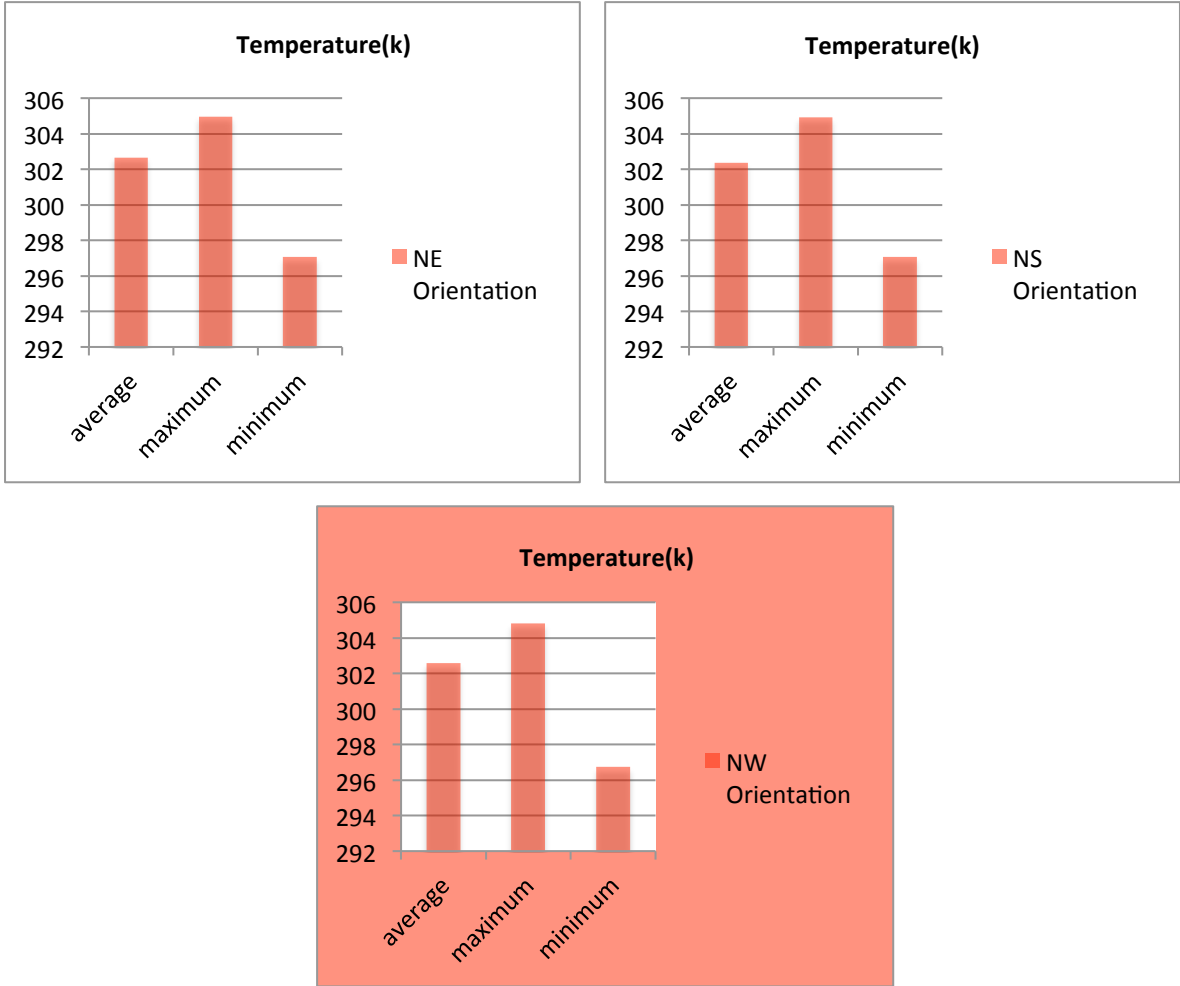 Temperature(k)
306
304
302
300
298
296
294
292
average
maximum
minimum
NE
Orientation
Temperature(k)
306
304
302
300
298
296
294
292
average
maximum
minimum
NS
Orientation
Temperature(k)
306
304
302
300
298
296
294
292
average
maximum
minimum
NW
Orientation